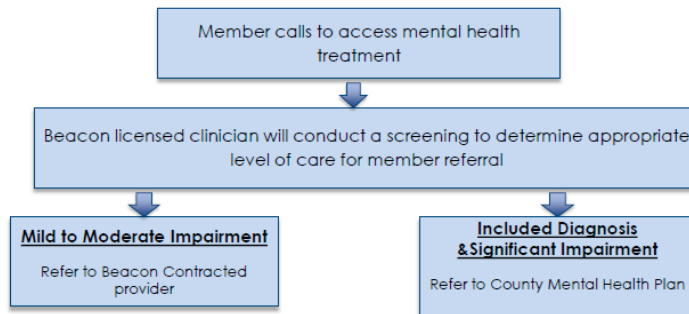 Member calls to access mental health
treatment
Beacon licensed clinician will conduct a screening to determine appropriate
level of care for member referral
Mild to Moderate Impairment
Refer to Beacon Contracted
provider
Included Diagnosis
&Significant Impairment
Refer to County Mental Health Plan